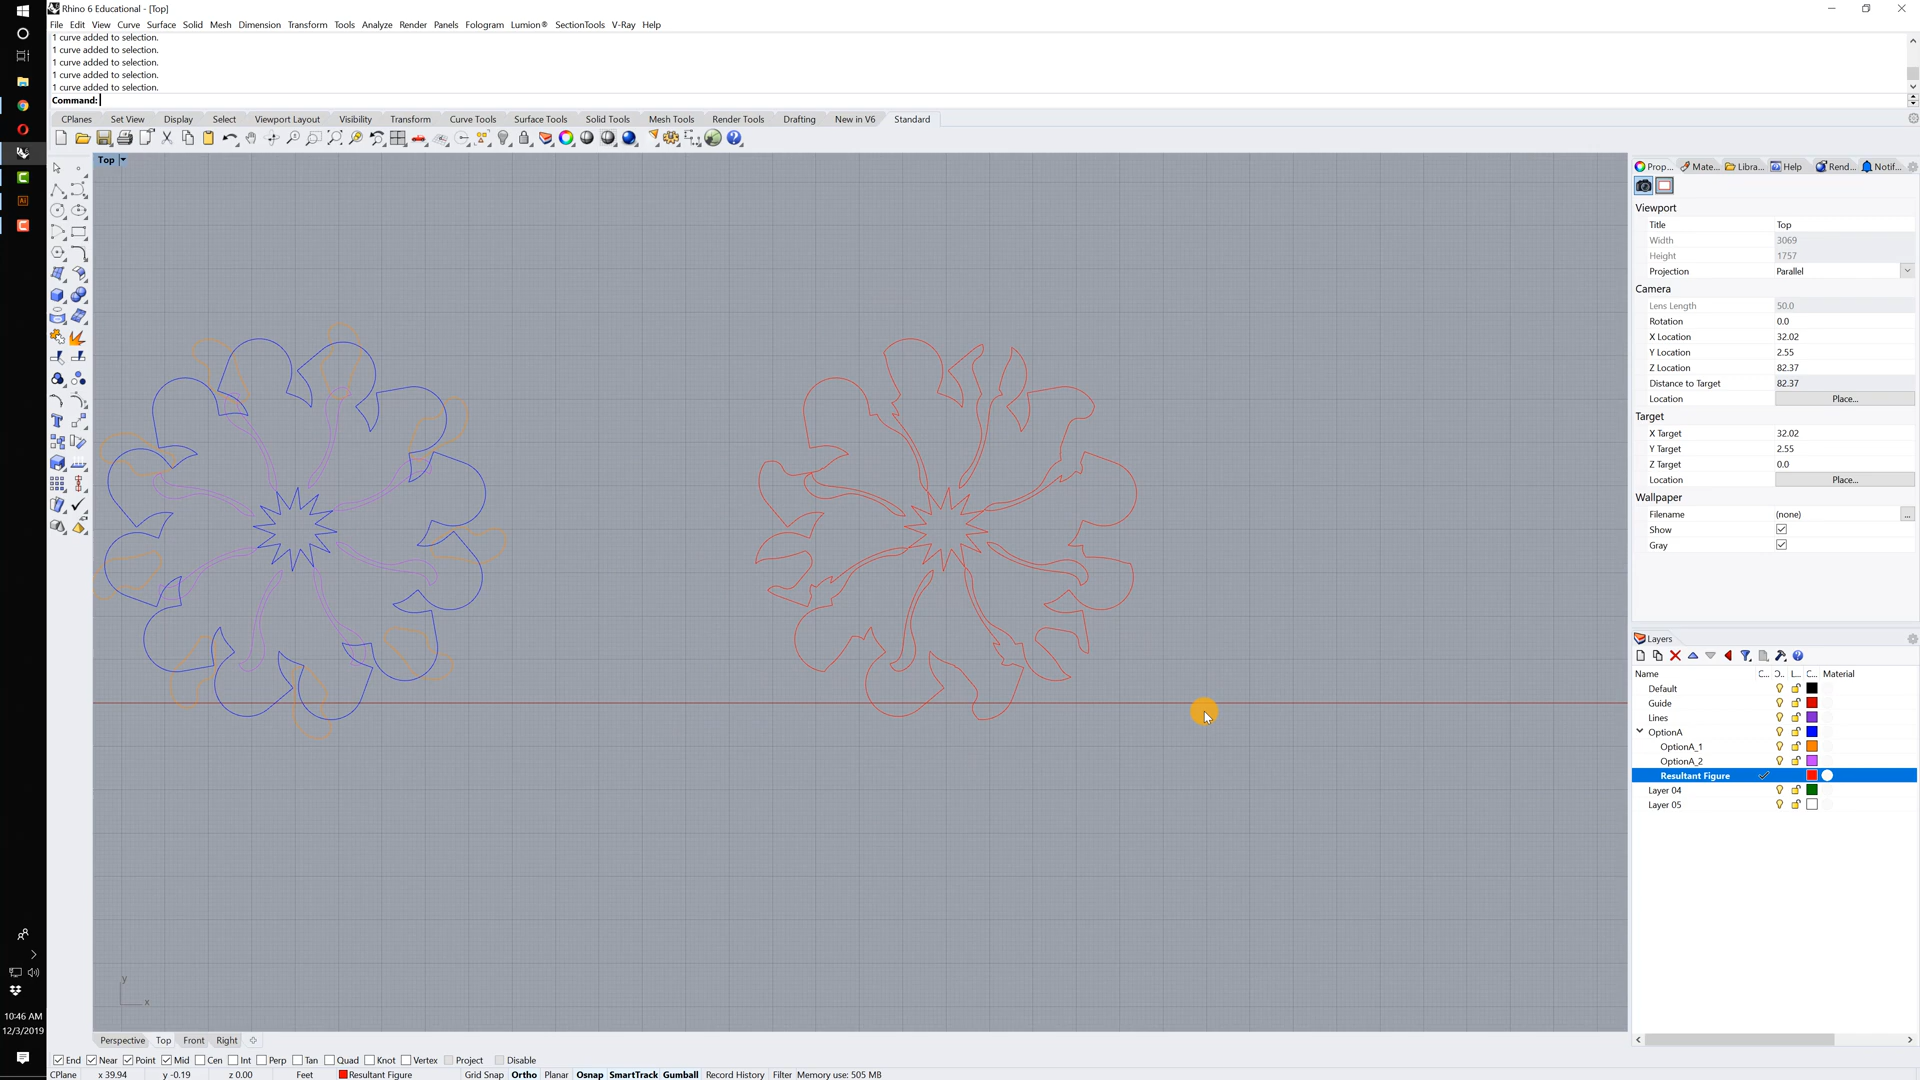 Rhino 6 Educational - [Top]
File Edit View Curve Surface Solid Mesh Dimension Transform Tools Analyze Render Panels Fologram Lumion® SectionTools V-Ray Help
1 curve added to selection.
1 curve added to selection.
1 curve added to selection.
1 curve added to selection.
1 curve added to selection.
Command:
CPlanes Set View Display Select Viewport Layout Visibility Transform Curve Tools Surface Tools Solid Tools Mesh Tools Render Tools Drafting New in V6 Standard
Top
Prop... Mate... Libra... Help Rend... Notif...
Viewport
Title Top
Width 3069
Height 1757
Projection Parallel
Camera
Lens Length 50.0
Rotation 0.0
X Location 32.02
Y Location 2.55
Z Location 82.37
Distance to Target 82.37
Location Place...
Target
X Target 32.02
Y Target 2.55
Z Target 0.0
Location Place...
Wallpaper
Filename (none) ...
Show
Gray
Layers
Name C... Material
Default
Guide
Lines
OptionA
OptionA_1
OptionA_2
Resultant Figure
Layer 04
Layer 05
Ai
y
x
10:46 AM
12/3/2019
Perspective Top Front Right
End Near Point Mid Cen Int Perp Tan Quad Knot Vertex Project Disable
CPlane x 39.94 y -0.19 z 0.00 Feet Resultant Figure Grid Snap Ortho Planar Osnap SmartTrack Gumball Record History Filter Memory use: 505 MB